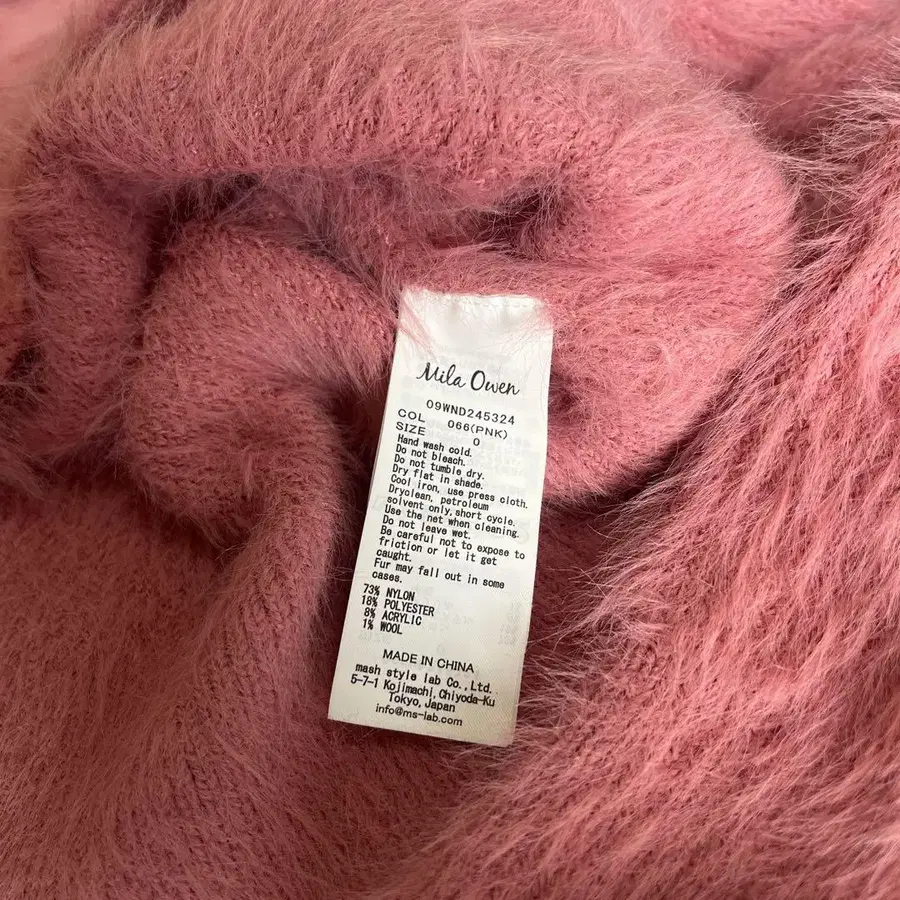 Mila Owen
09WND245324
COL 066(PNK)
SIZE 0
Hand wash cold.
Do not bleach.
Do not tumble dry.
Dry flat in shade.
Cool iron, use press cloth.
Dryclean, petroleum
solvent only,short cycle.
Use the net when cleaning.
Do not leave wet.
Be careful not to expose to
friction or let it get
caught.
Fur may fall out in some
cases.
73% NYLON
18% POLYESTER
8% ACRYLIC
1% WOOL
MADE IN CHINA
mash style lab Co.,Ltd.
5-7-1 Kojimachi,Chiyoda-Ku
Tokyo,Japan
info@ms-lab.com